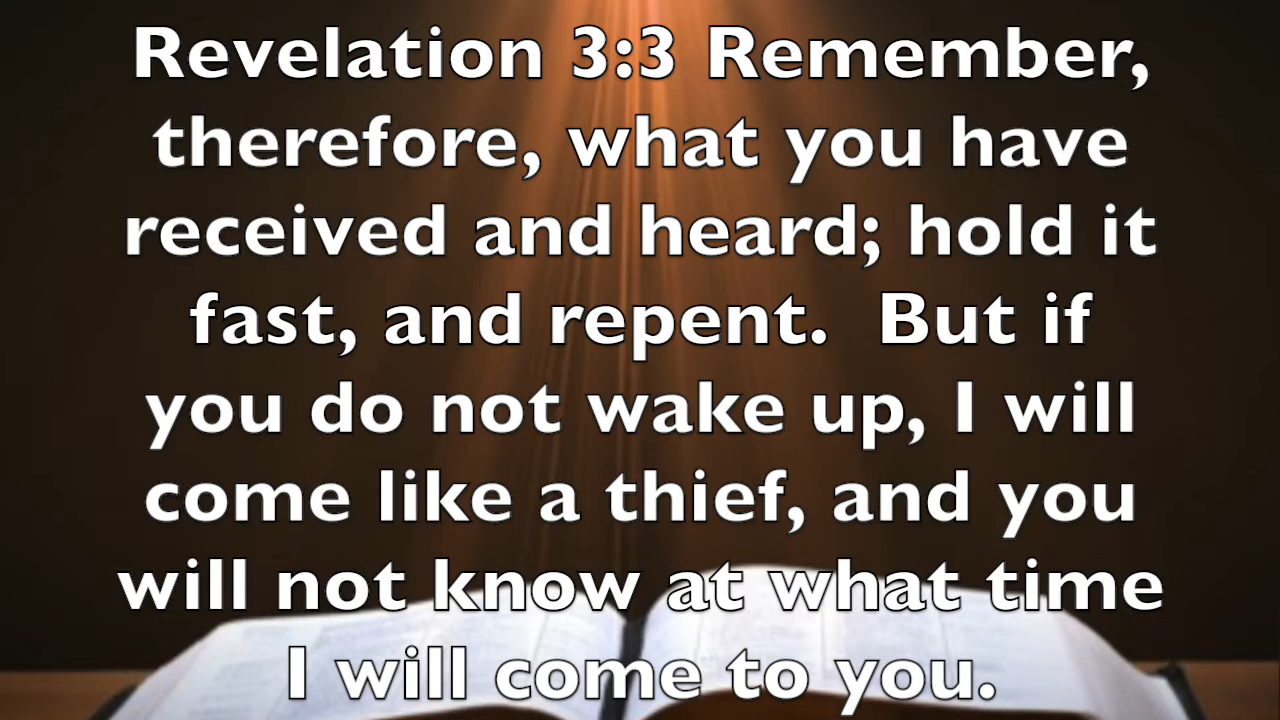 Revelation 3:3 Remember,
therefore, what you have
received and heard; hold it
fast, and repent.  But if
you do not wake up, I will
come like a thief, and you
will not know at what time
I will come to you.